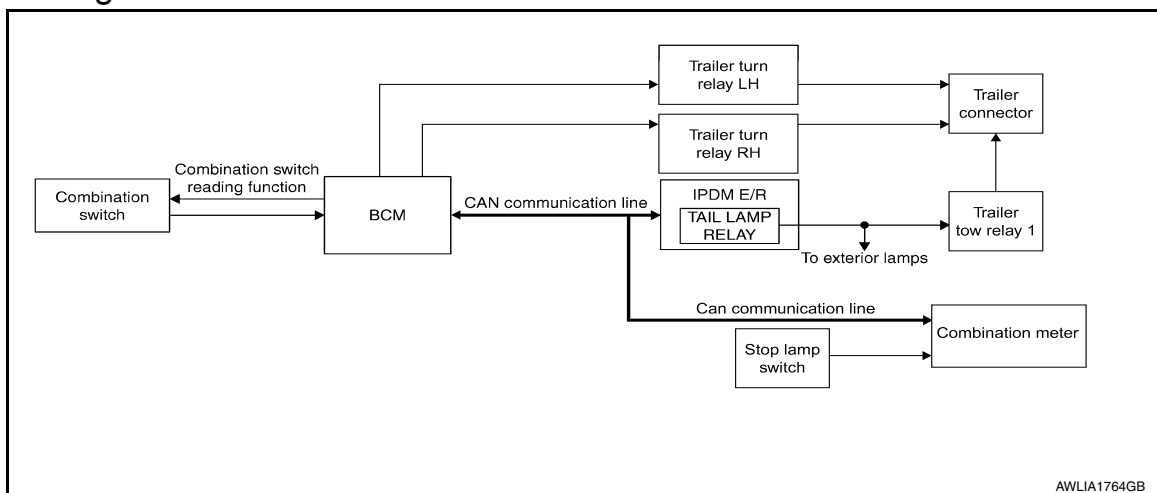 Trailer turn
relay LH
Trailer
connector
Trailer turn
relay RH
Combination switch
reading function
Combination
switch
BCM
CAN communication line
IPDM E/R
TAIL LAMP
RELAY
Trailer
tow relay 1
To exterior lamps
Can communication line
Stop lamp
switch
Combination meter
AWLIA1764GB